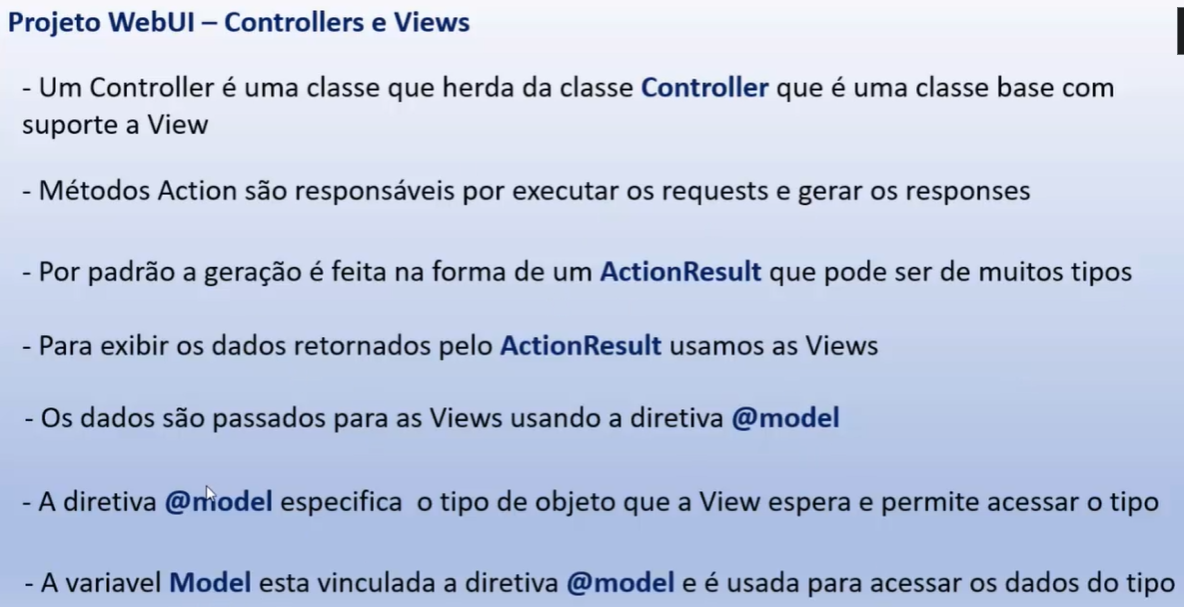 Projeto WebUI – Controllers e Views
- Um Controller é uma classe que herda da classe Controller que é uma classe base com
suporte a View
- Métodos Action são responsáveis por executar os requests e gerar os responses
- Por padrão a geração é feita na forma de um ActionResult que pode ser de muitos tipos
- Para exibir os dados retornados pelo ActionResult usamos as Views
- Os dados são passados para as Views usando a diretiva @model
- A diretiva @model especifica  o tipo de objeto que a View espera e permite acessar o tipo
- A variavel Model esta vinculada a diretiva @model e é usada para acessar os dados do tipo